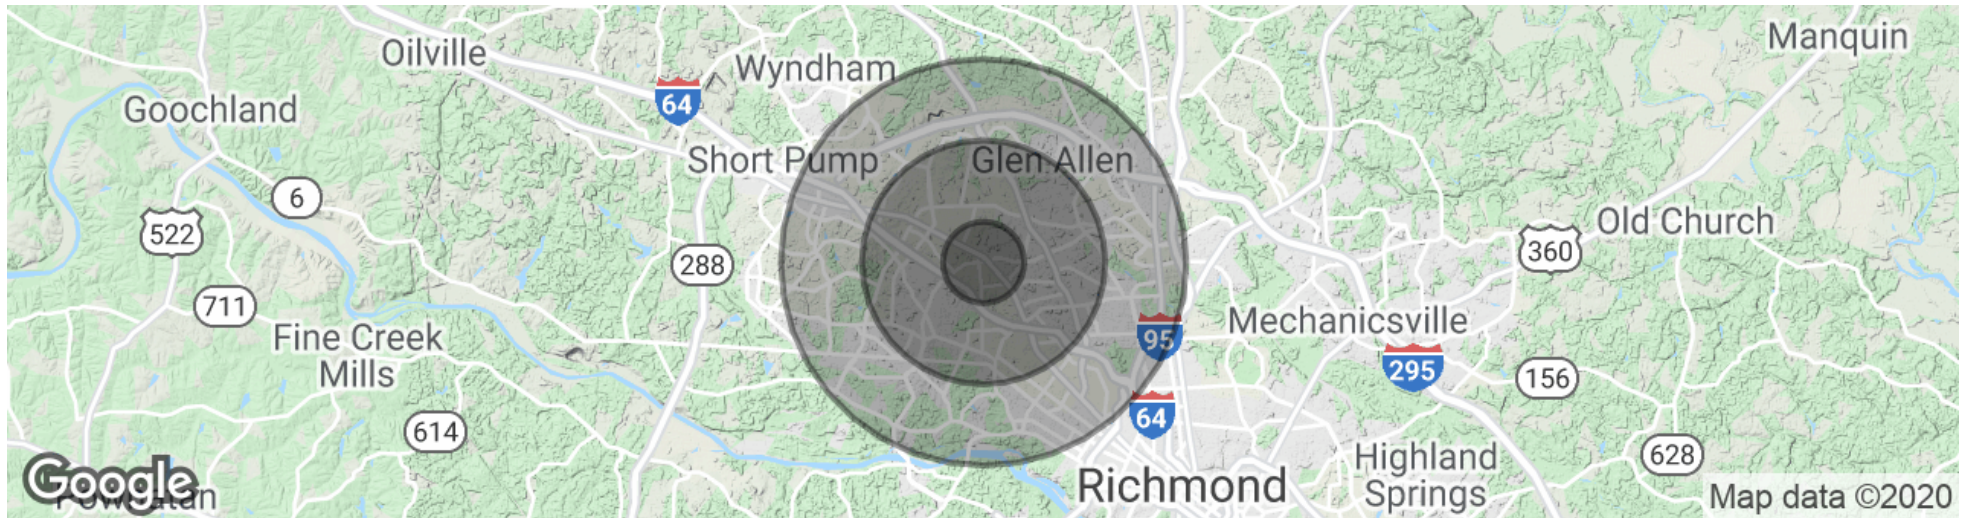 Manquin
Oilville
Wyndham
64
Goochland
Short Pump
Glen Allen
6
522
Old Church
360
288
711
Fine Creek
Mills
Mechanicsville
95
295
156
64
614
Highland
Springs
628
Richmond
Google
Powhatan
Map data ©2020